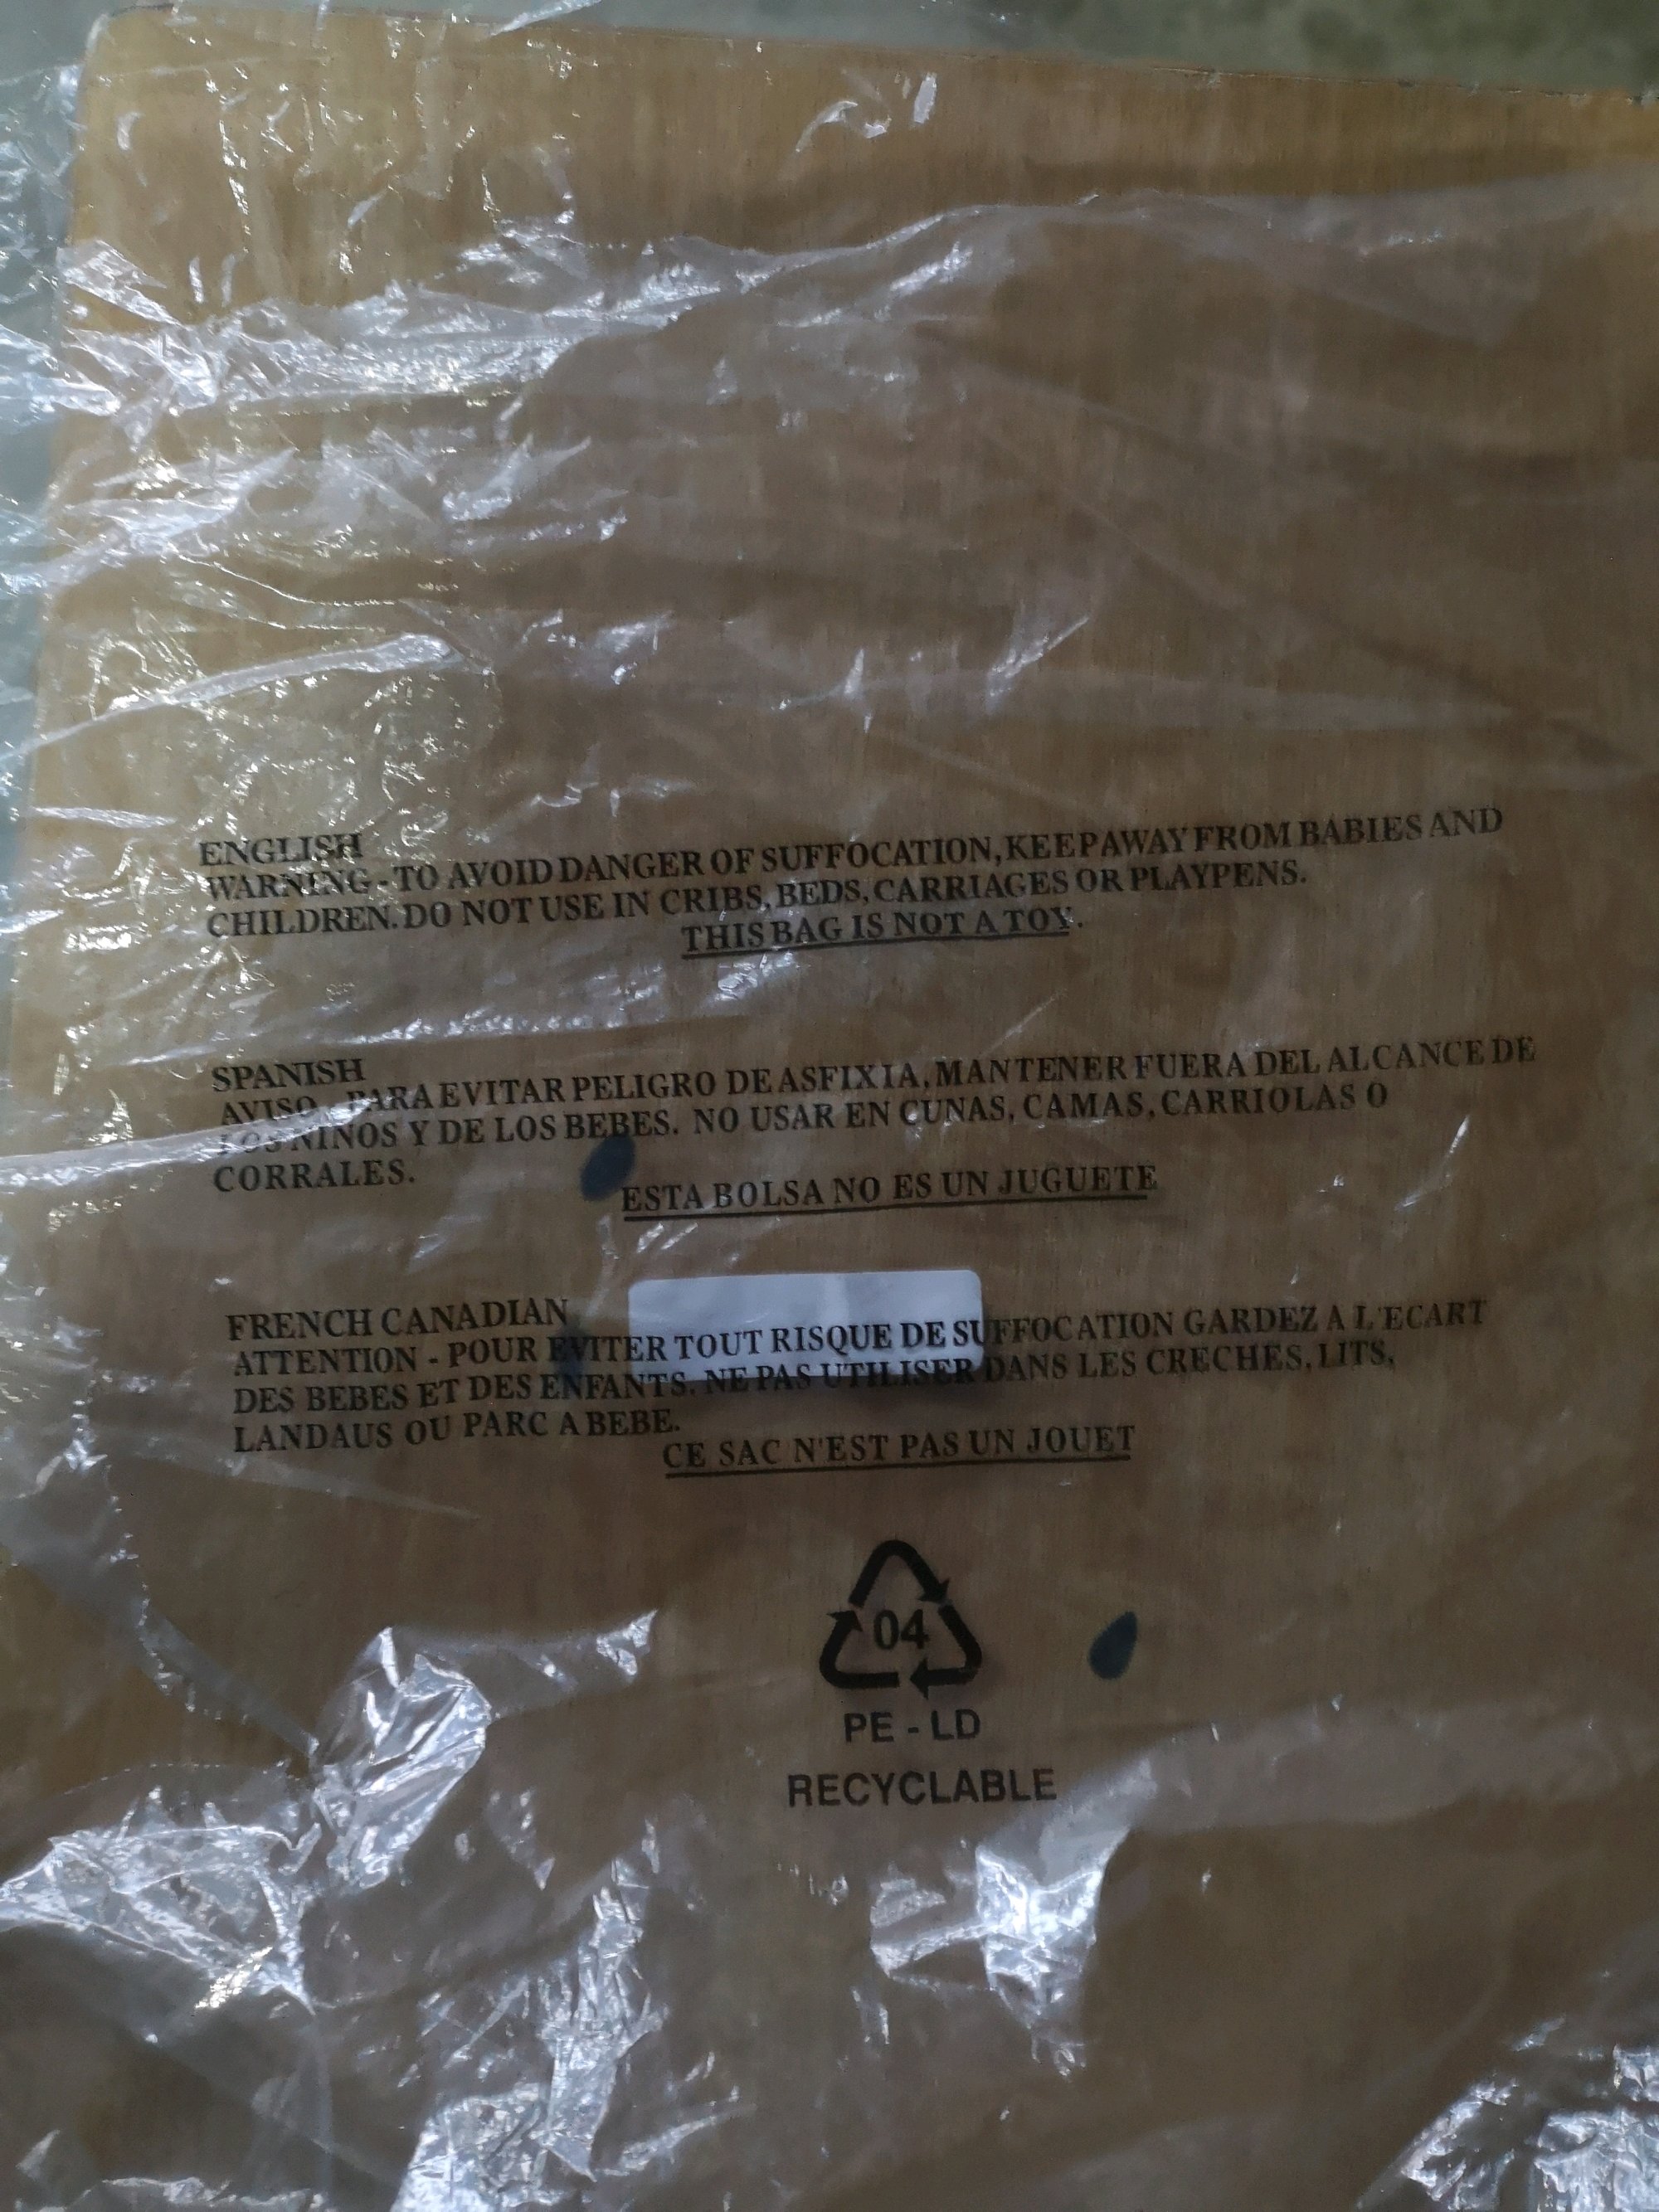 ENGLISH
WARNING - TO AVOID DANGER OF SUFFOCATION, KEEP AWAY FROM BABIES AND
CHILDREN. DO NOT USE IN CRIBS, BEDS, CARRIAGES OR PLAYPENS.
THIS BAG IS NOT A TOY.
SPANISH
AVISO - PARA EVITAR PELIGRO DE ASFIXIA, MANTENER FUERA DEL ALCANCE DE
LOS NINOS Y DE LOS BEBES. NO USAR EN CUNAS, CAMAS, CARRIOLAS O
CORRALES.
ESTA BOLSA NO ES UN JUGUETE
FRENCH CANADIAN
ATTENTION - POUR EVITER TOUT RISQUE DE SUFFOCATION GARDEZ A L'ECART
DES BEBES ET DES ENFANTS. NE PAS UTILISER DANS LES CRECHES, LITS,
LANDAUS OU PARC A BEBE.
CE SAC N'EST PAS UN JOUET
04
PE - LD
RECYCLABLE